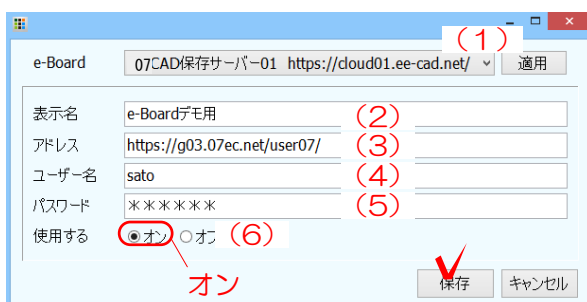 (1)
e-Board 07CAD保存サーバー01 https://cloud01.ee-cad.net/ 適用
表示名 e-Boardデモ用 (2)
アドレス https://g03.07ec.net/user07/ (3)
ユーザー名 sato (4)
パスワード ****** (5)
使用する オン オフ (6)
オン
保存 キャンセル